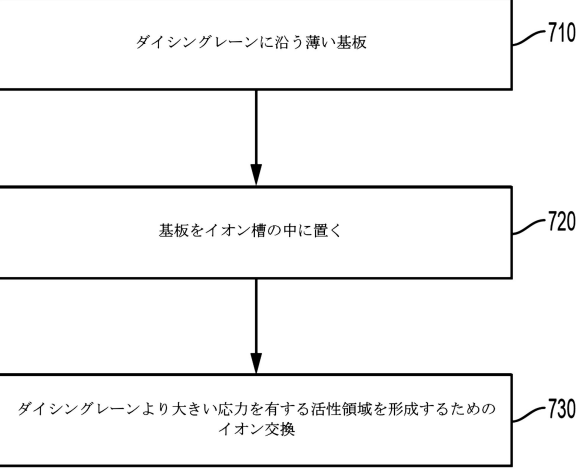 ダイシングレーンに沿う薄い基板
710
基板をイオン槽の中に置く
720
ダイシングレーンより大きい応力を有する活性領域を形成するための
イオン交換
730